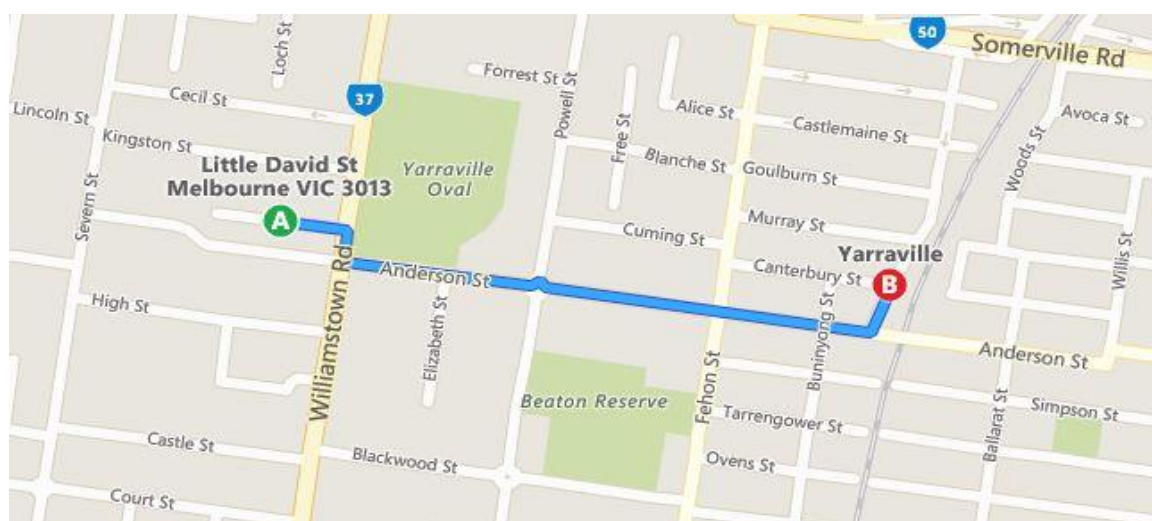 50
Somerville Rd
Loch St
Forrest St
Powell St
Cecil St
37
Alice St
Avoca St
Lincoln St
Free St
Castlemaine St
Woods St
Kingston St
Blanche St
Goulburn St
Little David St
Melbourne VIC 3013
Yarraville
Oval
Severn St
A
Murray St
Cuming St
Willis St
Yarraville
Canterbury St
B
Anderson St
Williamstown Rd
High St
Elizabeth St
Buninyong St
Anderson St
Fehon St
Beaton Reserve
Ballarat St
Simpson St
Tarrengower St
Castle St
Blackwood St
Ovens St
Court St